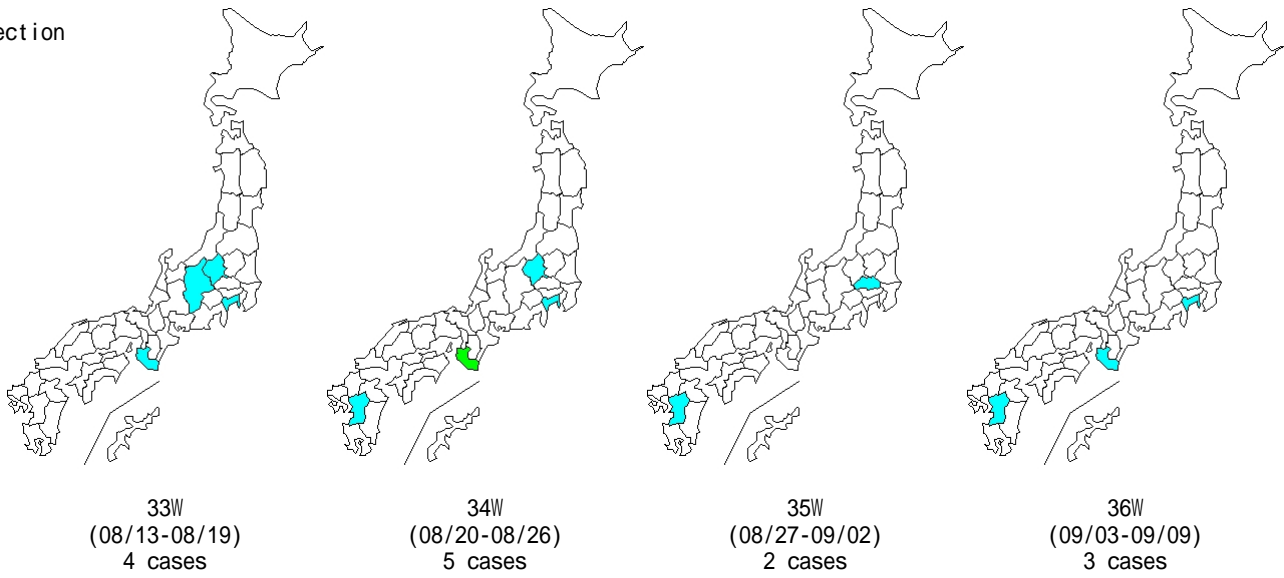 ection
33W
(08/13-08/19)
4 cases
34W
(08/20-08/26)
5 cases
35W
(08/27-09/02)
2 cases
36W
(09/03-09/09)
3 cases